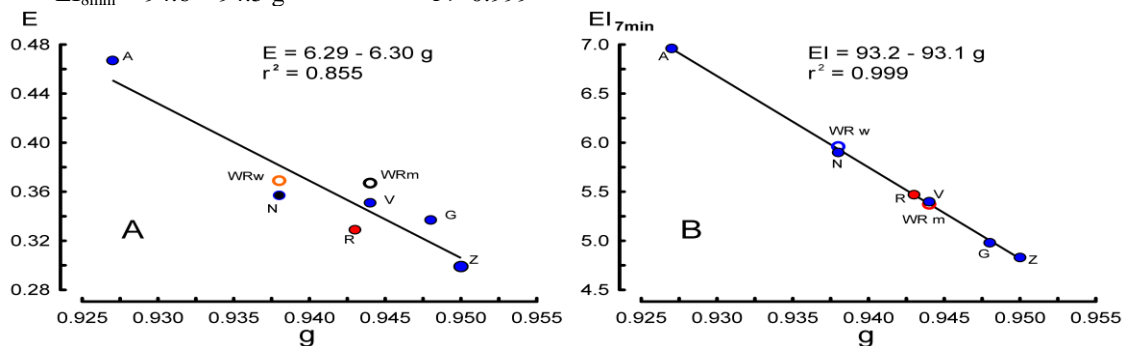 E
0.48
0.44
0.40
0.36
0.32
0.28
E = 6.29 - 6.30 g
r² = 0.855
A
WRw
WRm
N
V
G
R
Z
A
0.925 0.930 0.935 0.940 0.945 0.950 0.955
g
EI7min
7.0
6.5
6.0
5.5
5.0
4.5
EI = 93.2 - 93.1 g
r² = 0.999
A
WR w
N
R
V
WR m
G
Z
B
0.925 0.930 0.935 0.940 0.945 0.950 0.955
g